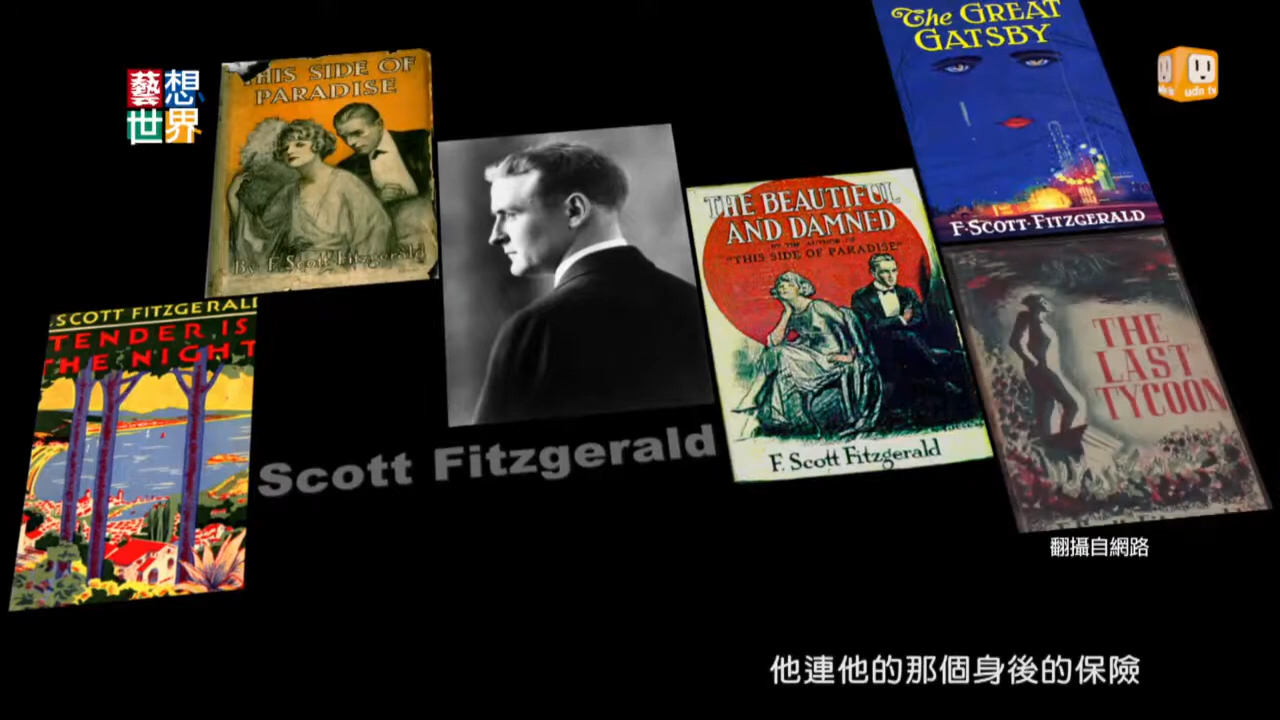 藝想
世界
THIS SIDE OF
PARADISE
By F. Scott Fitzgerald
The GREAT
GATSBY
F·SCOTT·FITZGERALD
udn tv
THE BEAUTIFUL
AND DAMNED
BY THE AUTHOR OF
"THIS SIDE OF PARADISE"
F. Scott Fitzgerald
THE
LAST
TYCOON
SCOTT FITZGERALD
TENDER IS
THE NIGHT
Scott Fitzgerald
翻攝自網路
他連他的那個身後的保險